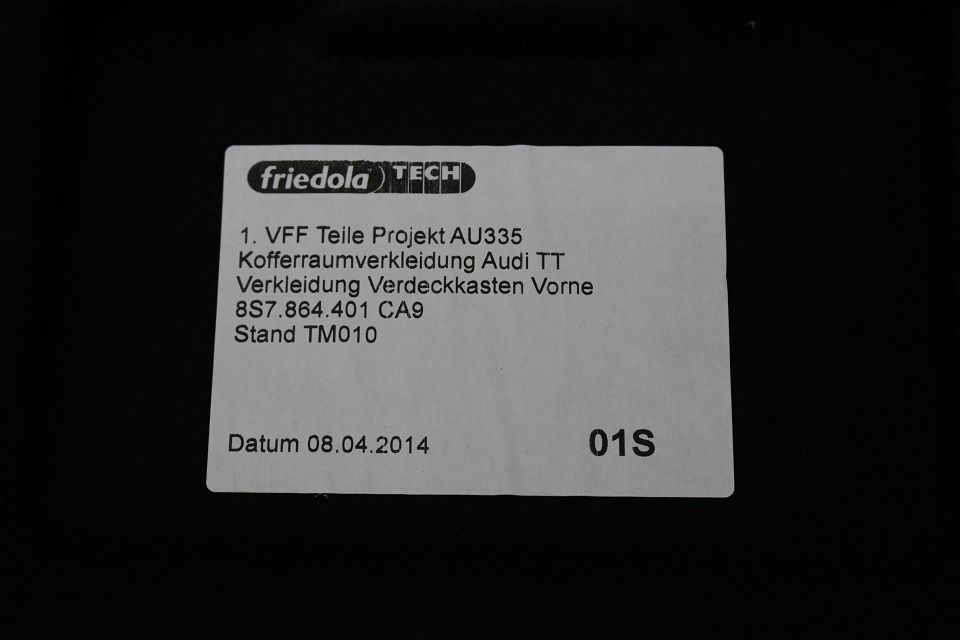 friedola TECH
1. VFF Teile Projekt AU335
Kofferraumverkleidung Audi TT
Verkleidung Verdeckkasten Vorne
8S7.864.401 CA9
Stand TM010
Datum 08.04.2014 01S